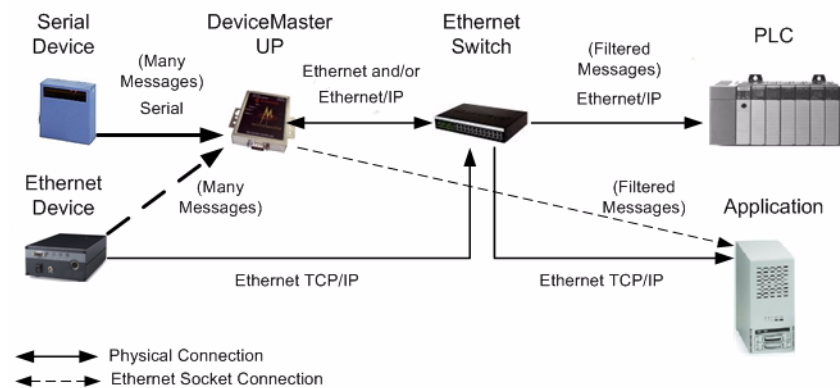 Serial
Device
DeviceMaster
UP
Ethernet
Switch
PLC
(Many
Messages)
Serial
Ethernet and/or
Ethernet/IP
(Filtered
Messages)
Ethernet/IP
Ethernet
Device
(Many
Messages)
(Filtered
Messages)
Application
Ethernet TCP/IP
Ethernet TCP/IP
Physical Connection
Ethernet Socket Connection